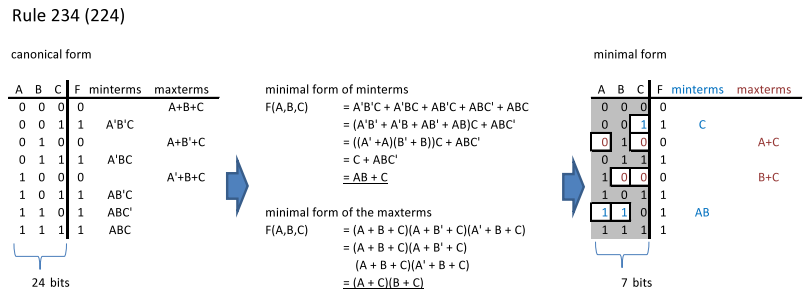 Rule 234 (224)
canonical form
A B C F minterms maxterms
0 0 0 0 A+B+C
0 0 1 1 A'B'C
0 1 0 0 A+B'+C
0 1 1 1 A'BC
1 0 0 0 A'+B+C
1 0 1 1 AB'C
1 1 0 1 ABC'
1 1 1 1 ABC
24 bits
minimal form of minterms
F(A,B,C) = A'B'C + A'BC + AB'C + ABC' + ABC
= (A'B' + A'B + AB' + AB)C + ABC'
= ((A' +A)(B' + B))C + ABC'
= C + ABC'
= AB + C
minimal form of the maxterms
F(A,B,C) = (A + B + C)(A + B' + C)(A' + B + C)
= (A + B + C)(A + B' + C)
(A + B + C)(A' + B + C)
= (A + C)(B + C)
minimal form
A B C F minterms maxterms
0 0 0 0
0 0 1 1 C
0 1 0 0 A+C
0 1 1 1
1 0 0 0 B+C
1 0 1 1
1 1 0 1 AB
1 1 1 1
7 bits